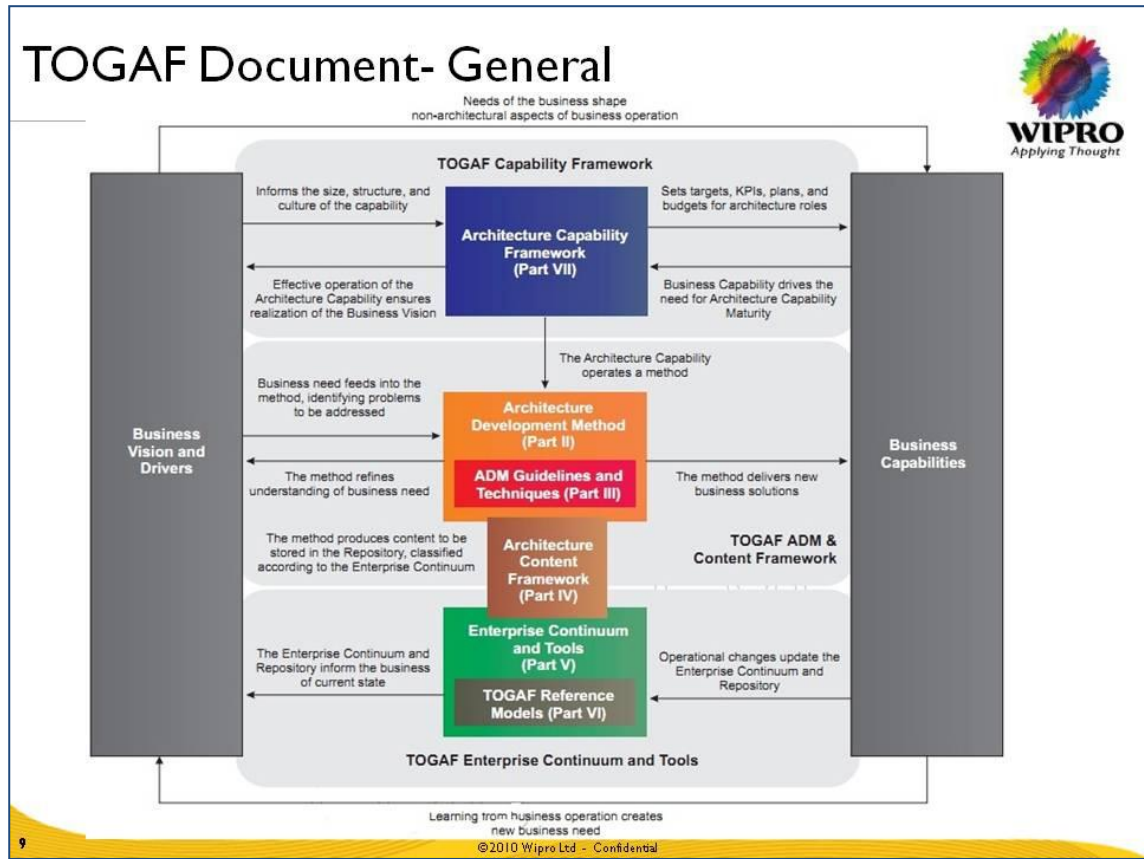 TOGAF Document- General
WIPRO
Applying Thought
Needs of the business shape
non-architectural aspects of business operation
TOGAF Capability Framework
Informs the size, structure, and
culture of the capability
Architecture Capability
Framework
(Part VII)
Sets targets, KPIs, plans, and
budgets for architecture roles
Effective operation of the
Architecture Capability ensures
realization of the Business Vision
Business Capability drives the
need for Architecture Capability
Maturity
The Architecture Capability
operates a method
Business need feeds into the
method, identifying problems
to be addressed
Business
Vision and
Drivers
Architecture
Development Method
(Part II)
Business
Capabilities
The method refines
understanding of business need
ADM Guidelines and
Techniques (Part III)
The method delivers new
business solutions
The method produces content to be
stored in the Repository, classified
according to the Enterprise Continuum
Architecture
Content
Framework
(Part IV)
TOGAF ADM &
Content Framework
The Enterprise Continuum and
Repository inform the business
of current state
Enterprise Continuum
and Tools
(Part V)
TOGAF Reference
Models (Part VI)
Operational changes update the
Enterprise Continuum and
Repository
TOGAF Enterprise Continuum and Tools
Learning from business operation creates
new business need
9
©2010 Wipro Ltd - Confidential